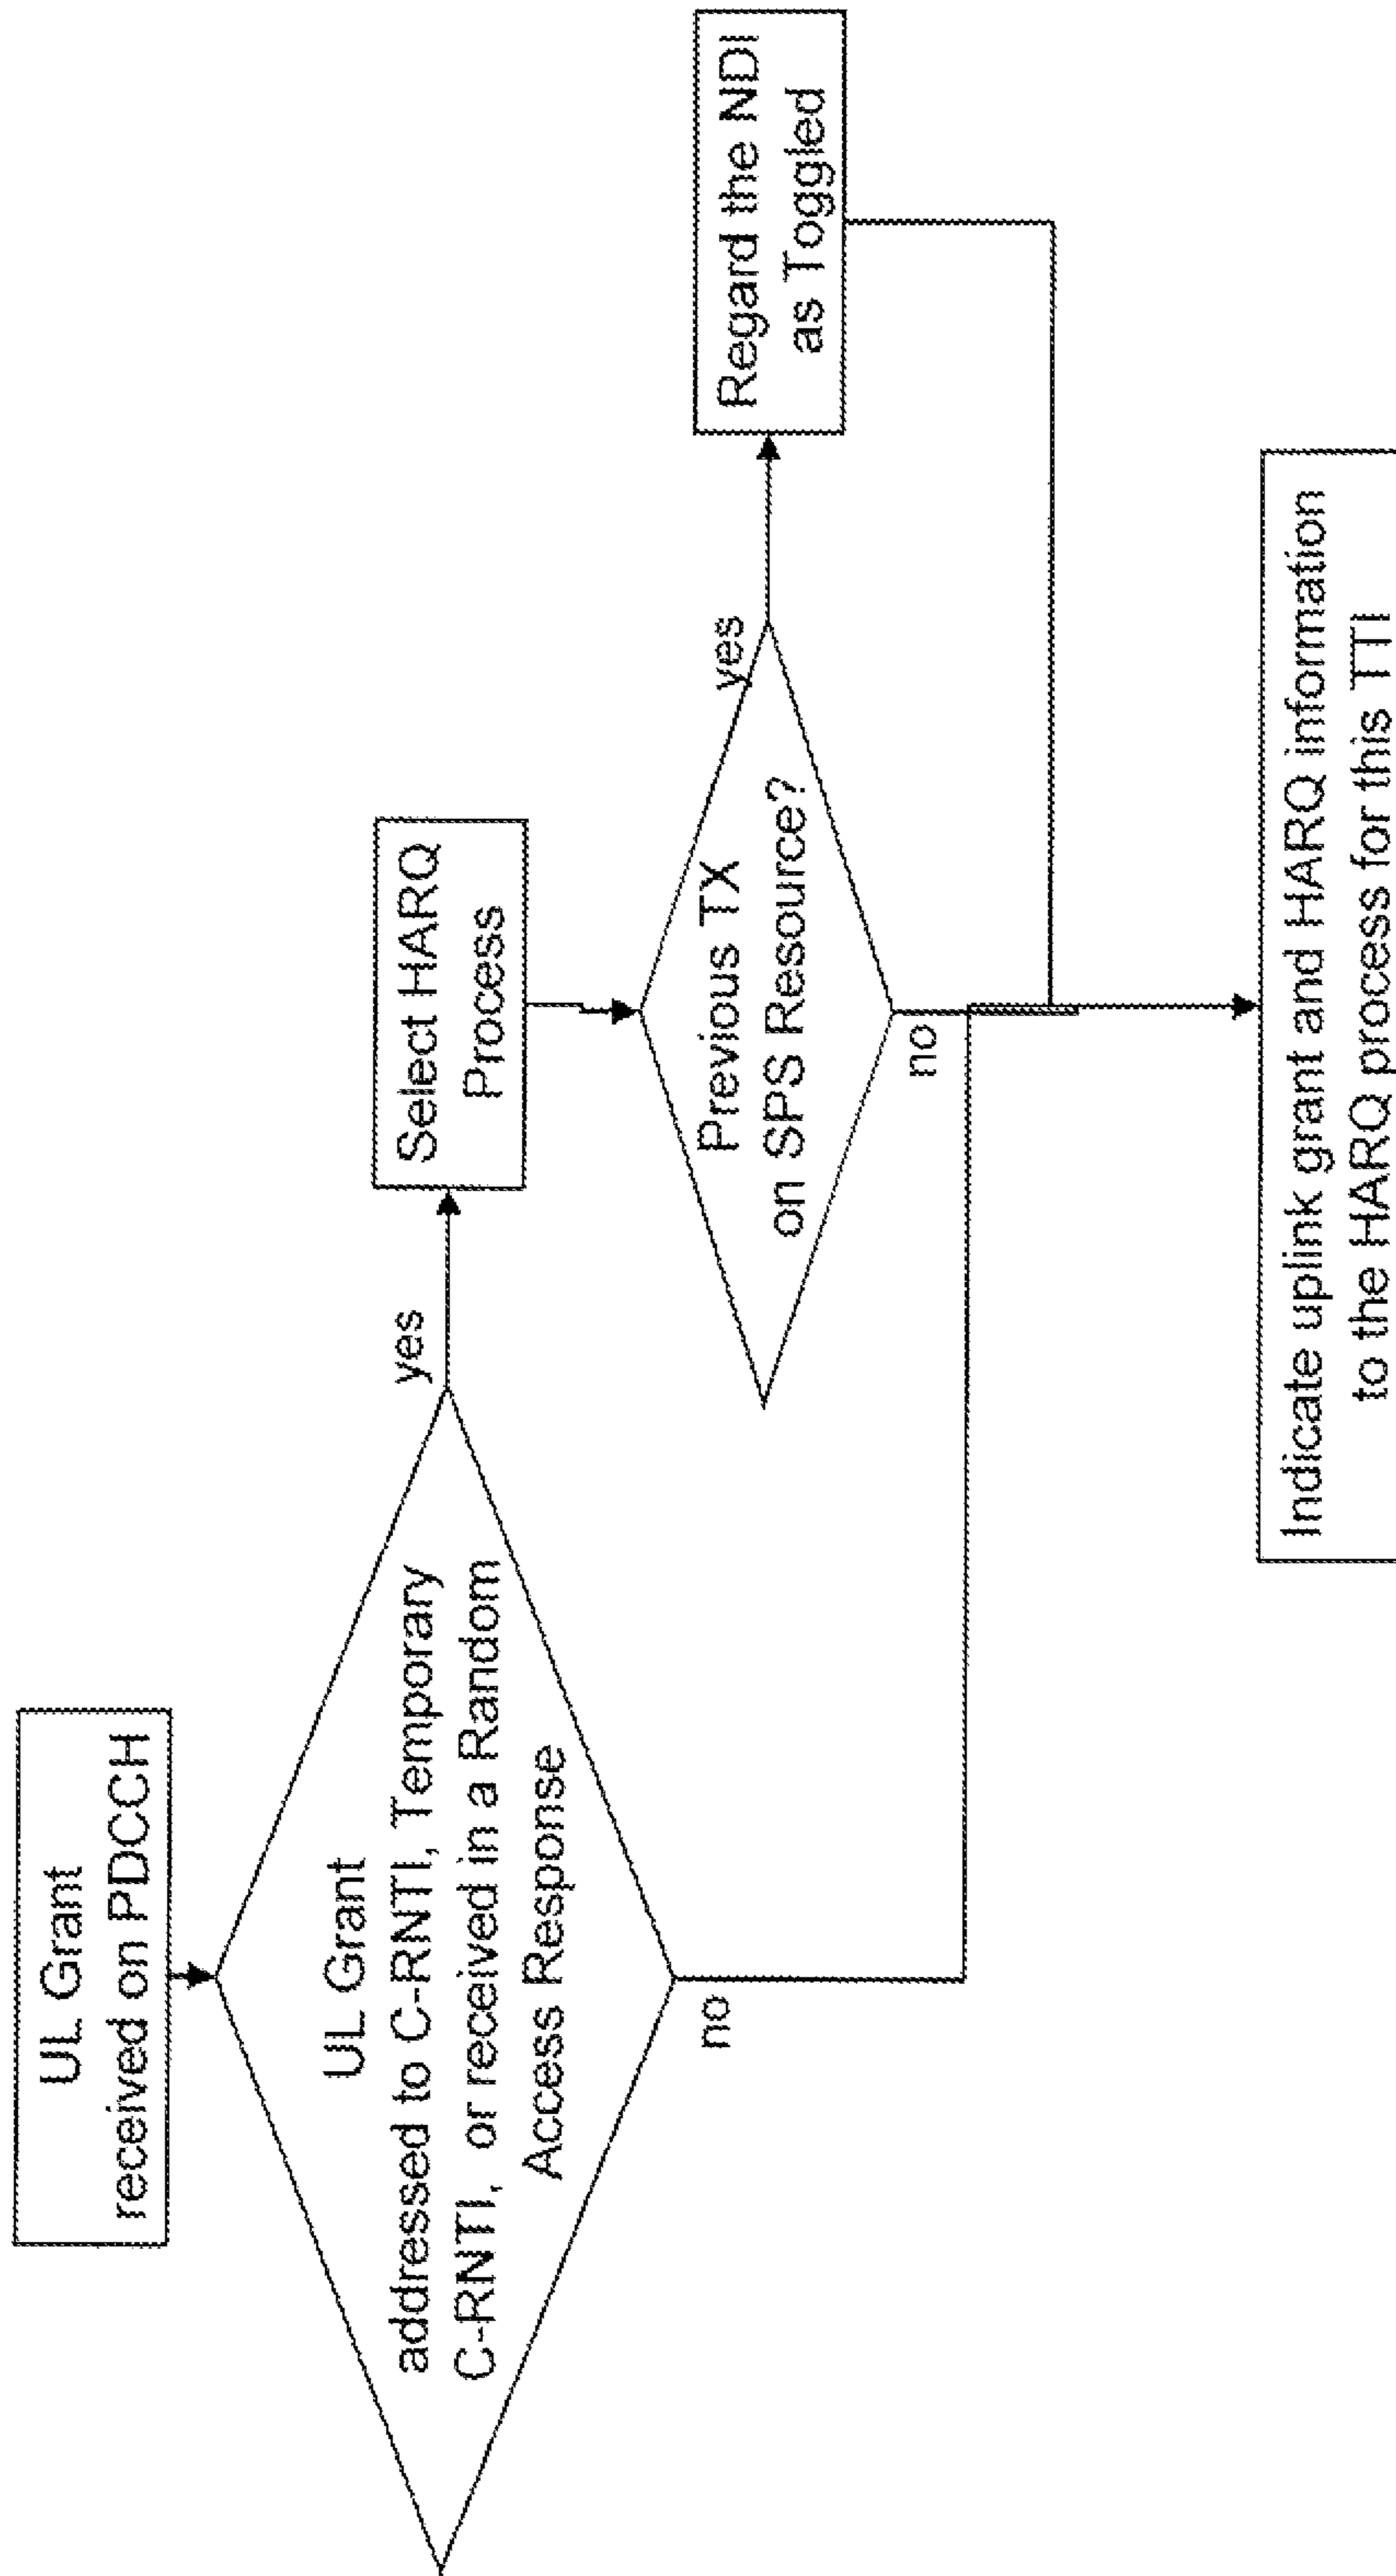 UL Grant
received on PDCCH
UL Grant
addressed to C-RNTI, Temporary
C-RNTI, or received in a Random
Access Response
yes
no
Select HARQ
Process
Previous TX
on SPS Resource?
yes
no
Regard the NDI
as Toggled
Indicate uplink grant and HARQ information
to the HARQ process for this TTI